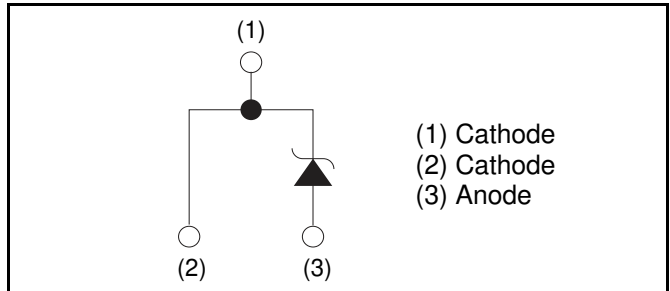 (1)
(1) Cathode
(2) Cathode
(3) Anode
(2) (3)